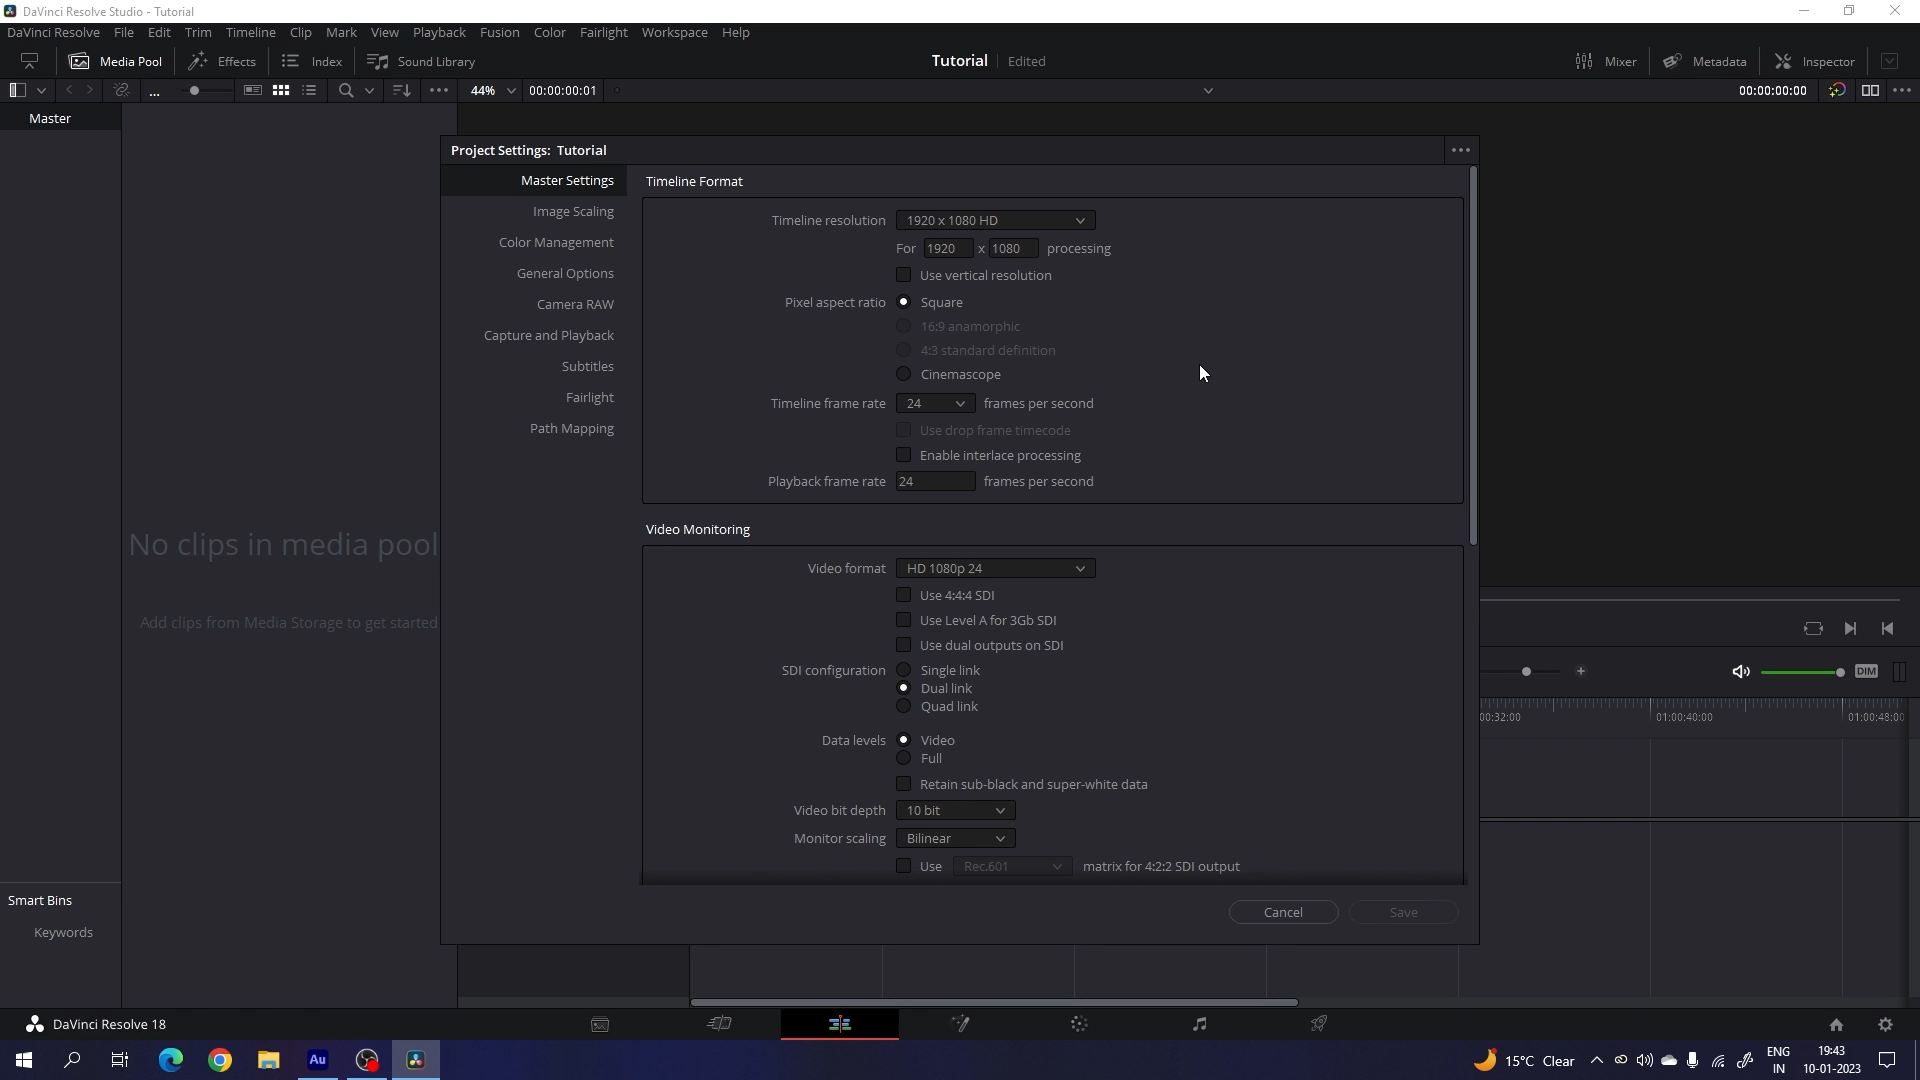 DaVinci Resolve Studio - Tutorial
DaVinci Resolve File Edit Trim Timeline Clip Mark View Playback Fusion Color Fairlight Workspace Help
Media Pool Effects Index Sound Library Tutorial Edited Mixer Metadata Inspector
... 44% 00:00:00:01 00:00:00:00
Master
No clips in media pool
Add clips from Media Storage to get started
Smart Bins
Keywords
Project Settings: Tutorial
Master Settings
Image Scaling
Color Management
General Options
Camera RAW
Capture and Playback
Subtitles
Fairlight
Path Mapping
Timeline Format
Timeline resolution 1920 x 1080 HD
For 1920 x 1080 processing
Use vertical resolution
Pixel aspect ratio Square
16:9 anamorphic
4:3 standard definition
Cinemascope
Timeline frame rate 24 frames per second
Use drop frame timecode
Enable interlace processing
Playback frame rate 24 frames per second
Video Monitoring
Video format HD 1080p 24
Use 4:4:4 SDI
Use Level A for 3Gb SDI
Use dual outputs on SDI
SDI configuration Single link
Dual link
Quad link
Data levels Video
Full
Retain sub-black and super-white data
Video bit depth 10 bit
Monitor scaling Bilinear
Use Rec.601 matrix for 4:2:2 SDI output
Cancel Save
DIM
00:32:00 01:00:40:00 01:00:48:00
DaVinci Resolve 18
Au 15°C Clear ENG IN 19:43 10-01-2023